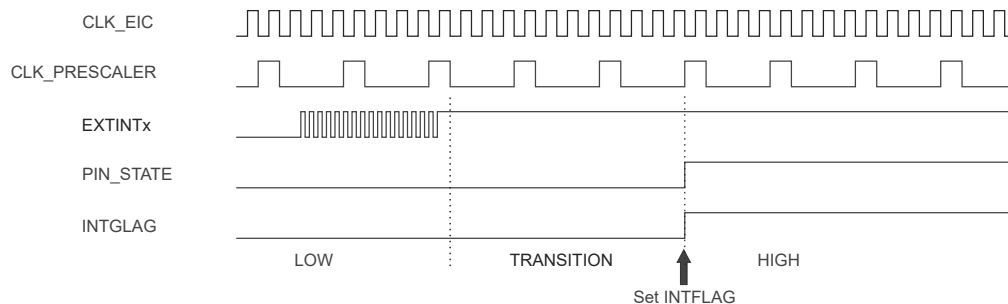 CLK_EIC
CLK_PRESCALER
EXTINTx
PIN_STATE
INTGLAG
LOW TRANSITION HIGH
Set INTFLAG